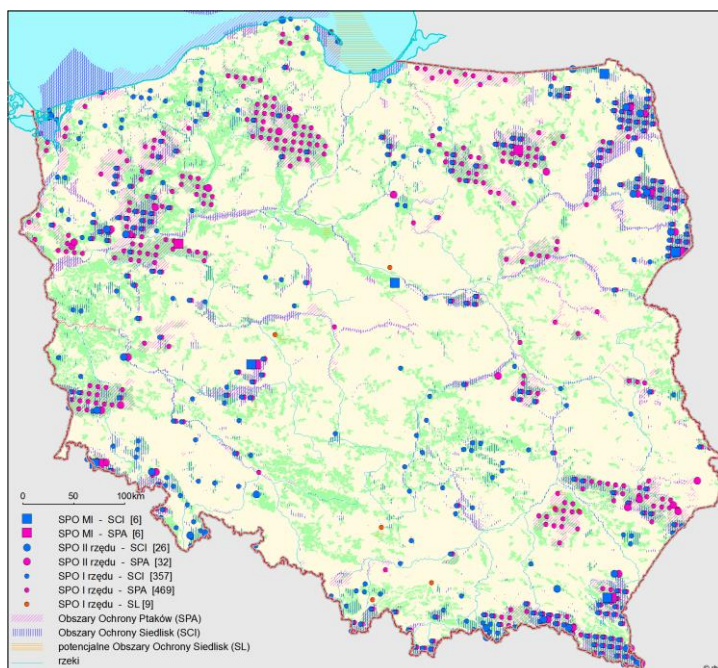 0 50 100km
SPO MI - SCI [6]
SPO MI - SPA [6]
SPO II rzędu - SCI [26]
SPO II rzędu - SPA [32]
SPO I rzędu - SCI [357]
SPO I rzędu - SPA [469]
SPO I rzędu - SL [9]
Obszary Ochrony Ptaków (SPA)
Obszary Ochrony Siedlisk (SCI)
potencjalne Obszary Ochrony Siedlisk (SL)
rzeki